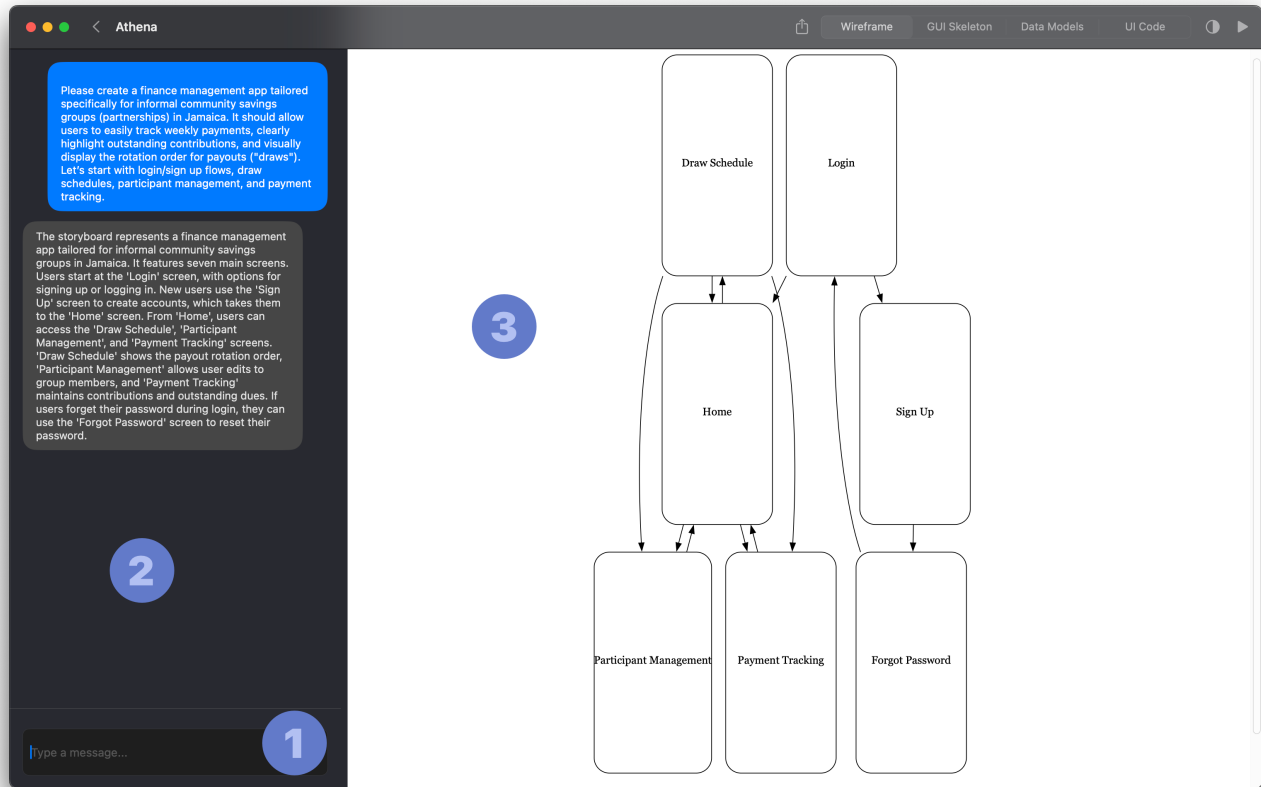 Athena
Wireframe
GUI Skeleton
Data Models
UI Code
Please create a finance management app tailored
specifically for informal community savings
groups (partnerships) in Jamaica. It should allow
users to easily track weekly payments, clearly
highlight outstanding contributions, and visually
display the rotation order for payouts ("draws").
Let's start with login/sign up flows, draw
schedules, participant management, and payment
tracking.
The storyboard represents a finance management
app tailored for informal community savings
groups in Jamaica. It features seven main screens.
Users start at the 'Login' screen, with options for
signing up or logging in. New users use the 'Sign
Up' screen to create accounts, which takes them
to the 'Home' screen. From 'Home', users can
access the 'Draw Schedule', 'Participant
Management', and 'Payment Tracking' screens.
'Draw Schedule' shows the payout rotation order,
'Participant Management' allows user edits to
group members, and 'Payment Tracking'
maintains contributions and outstanding dues. If
users forget their password during login, they can
use the 'Forgot Password' screen to reset their
password.
2
Type a message...
1
3
Draw Schedule
Login
Home
Sign Up
Participant Management
Payment Tracking
Forgot Password